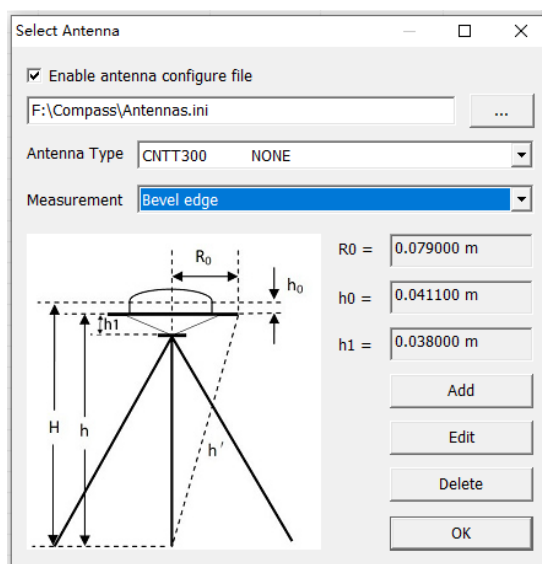 Select Antenna
Enable antenna configure file
F:\Compass\Antennas.ini
...
Antenna Type
CNTT300 NONE
Measurement
Bevel edge
R0
h0
h1
H
h
h'
R0 =
0.079000 m
h0 =
0.041100 m
h1 =
0.038000 m
Add
Edit
Delete
OK